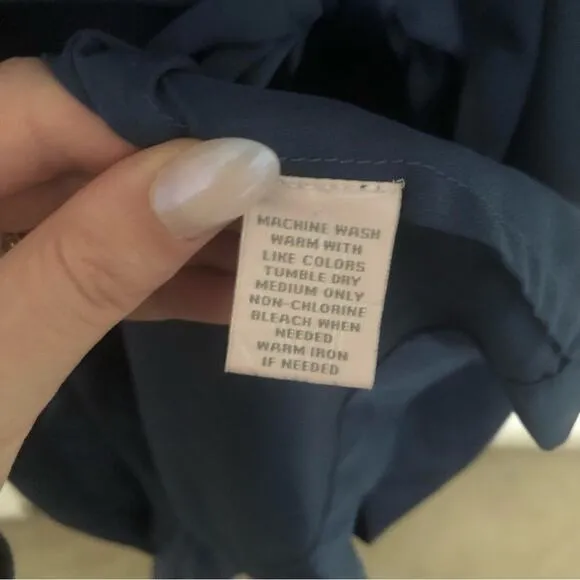 MACHINE WASH
WARM WITH
LIKE COLORS
TUMBLE DRY
MEDIUM ONLY
NON-CHLORINE
BLEACH WHEN
NEEDED
WARM IRON
IF NEEDED